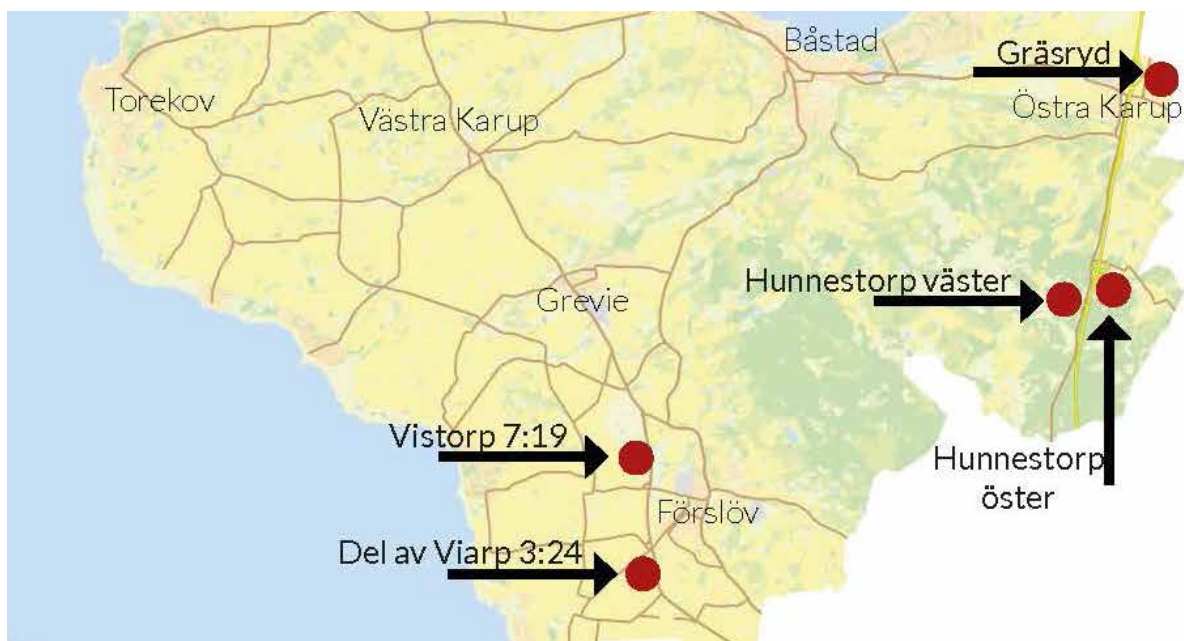 Båstad
Gräsryd
Torekov
Östra Karup
Västra Karup
Hunnestorp väster
Grevie
Vistorp 7:19
Hunnestorp
öster
Förslöv
Del av Viarp 3:24